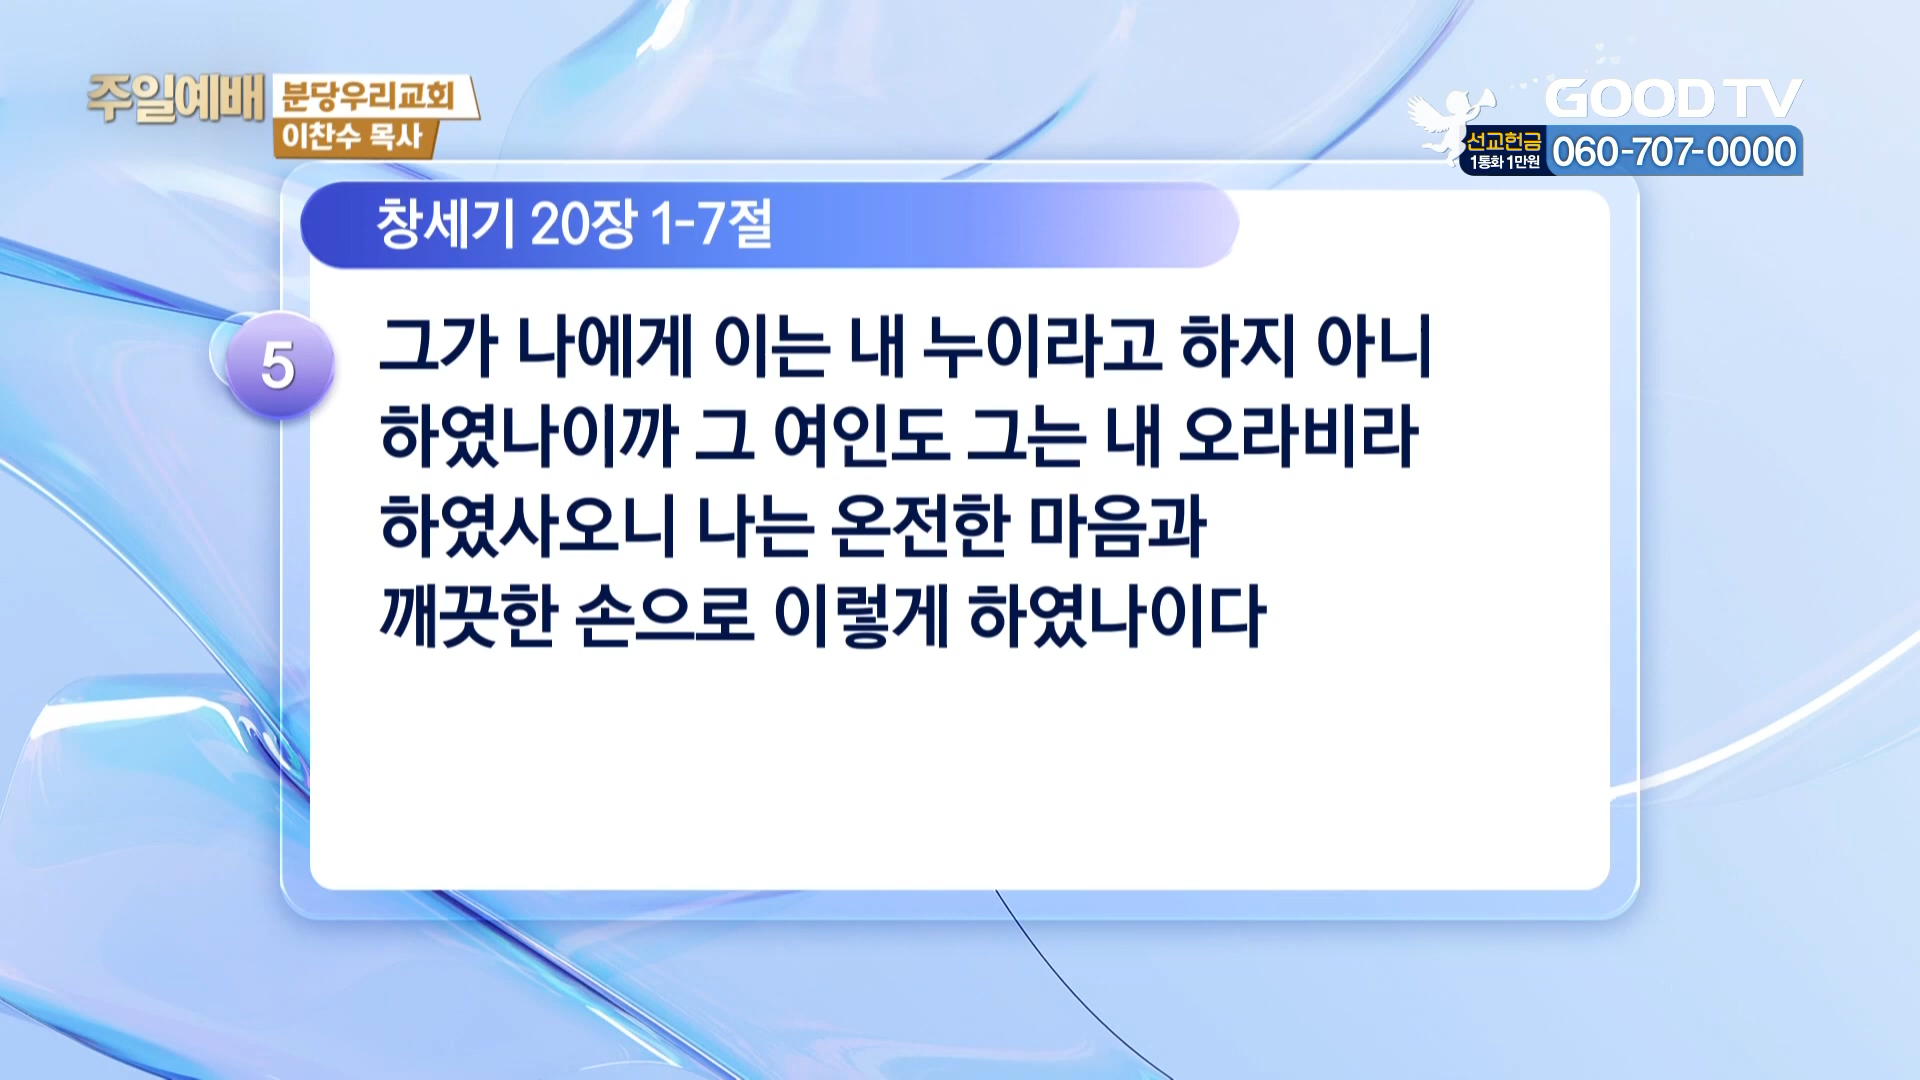 주일예배
분당우리교회
이찬수 목사
GOODTV
선교헌금
1통화 1만원
060-707-0000
창세기 20장 1-7절
5
그가 나에게 이는 내 누이라고 하지 아니
하였나이까 그 여인도 그는 내 오라비라
하였사오니 나는 온전한 마음과
깨끗한 손으로 이렇게 하였나이다